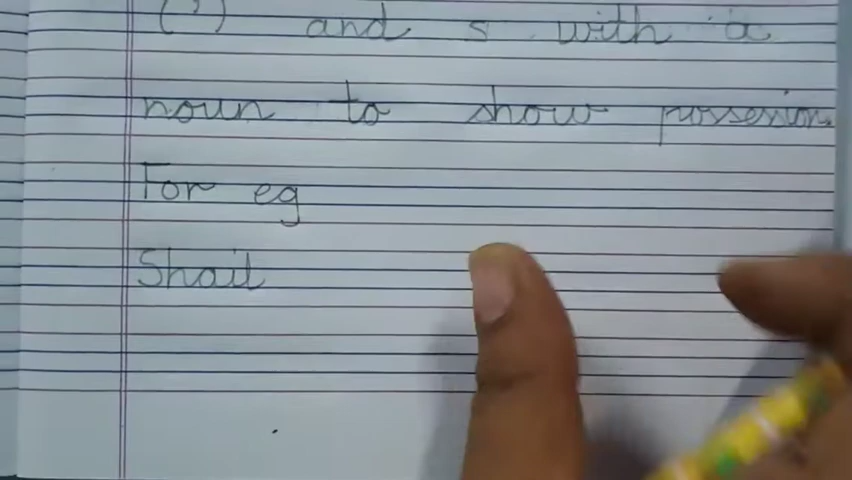 (') and s with a
noun to show possession
For eg
Shail